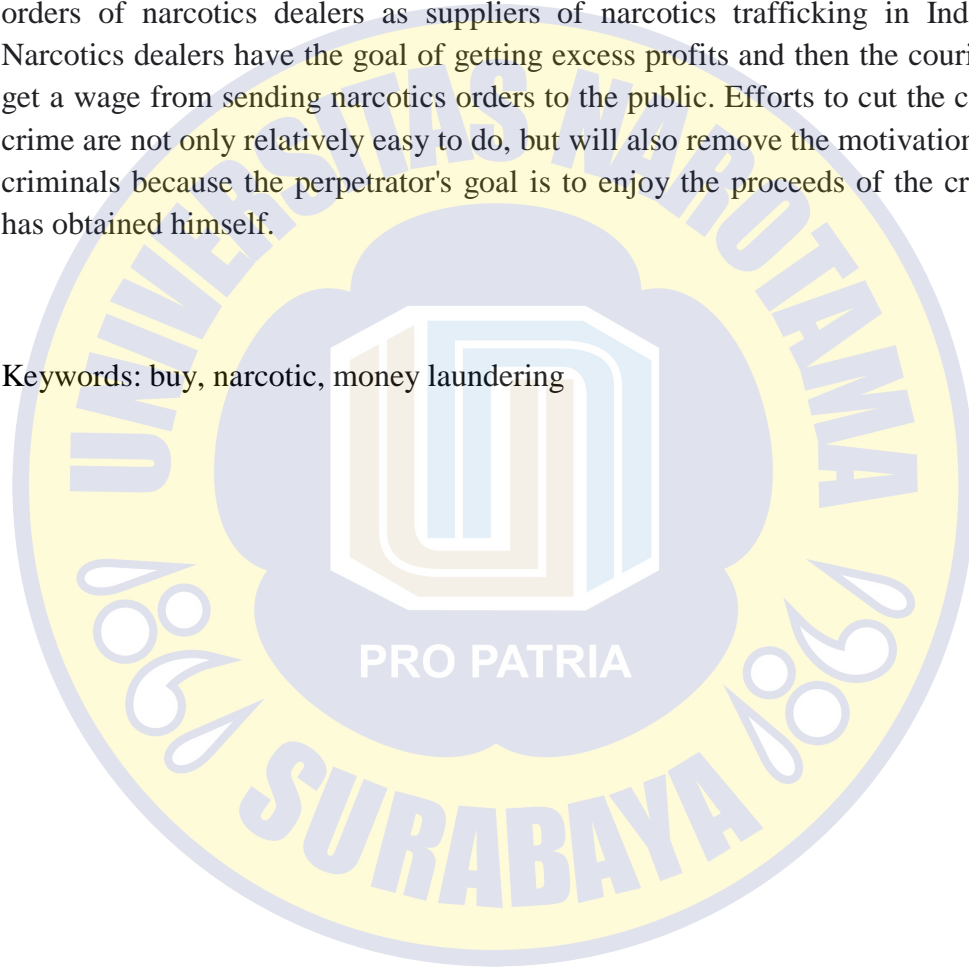 orders of narcotics dealers as suppliers of narcotics trafficking in Ind
Narcotics dealers have the goal of getting excess profits and then the couri
get a wage from sending narcotics orders to the public. Efforts to cut the c
crime are not only relatively easy to do, but will also remove the motivation
criminals because the perpetrator's goal is to enjoy the proceeds of the cr
has obtained himself.
Keywords: buy, narcotic, money laundering
UNIVERSITAS NAROTAMA
PRO PATRIA
SURABAYA